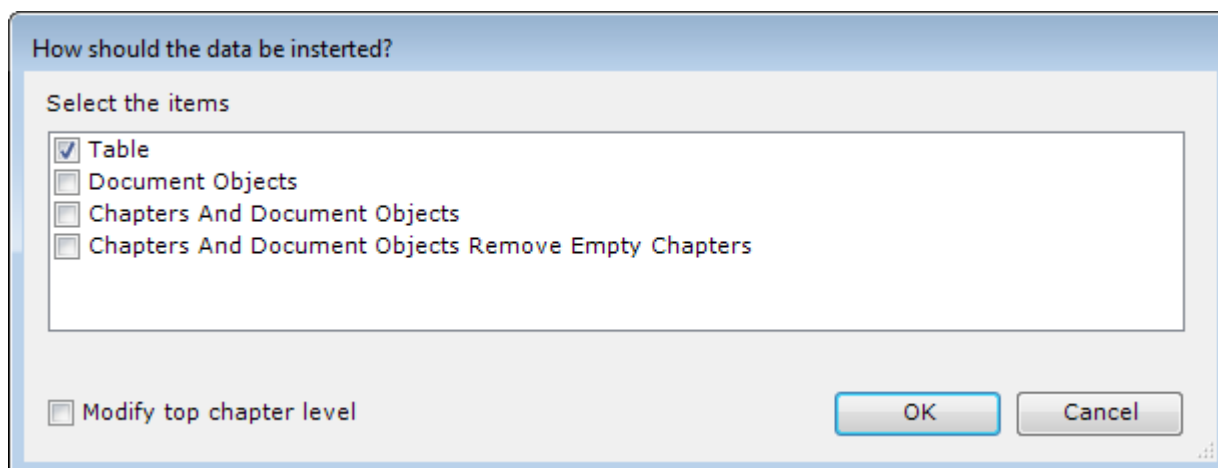 How should the data be insterted?
Select the items
Table
Document Objects
Chapters And Document Objects
Chapters And Document Objects Remove Empty Chapters
Modify top chapter level
OK
Cancel